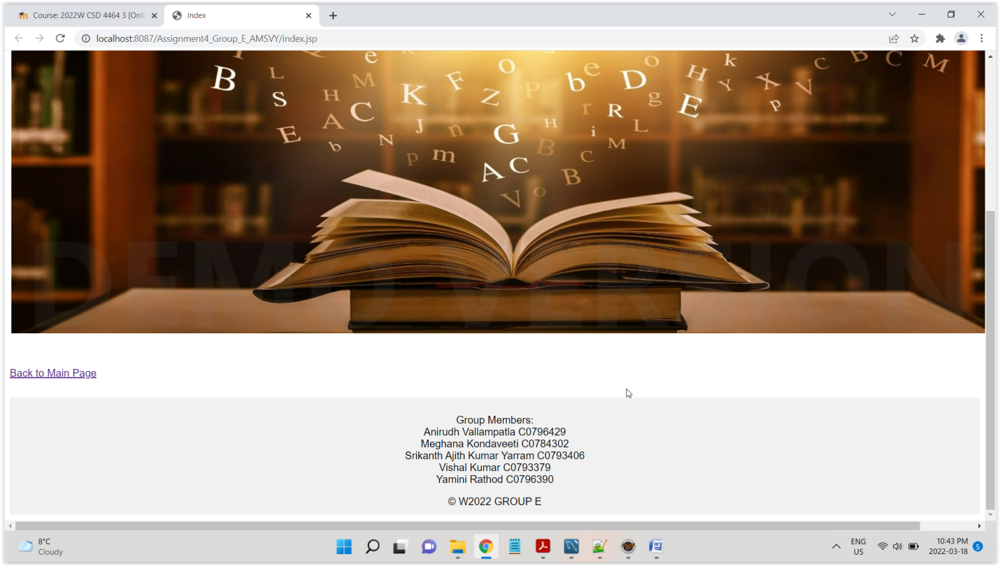 Course: 2022W CSD 4464 3 [Onli
Index
localhost:8087/Assignment4_Group_E_AMSVY/index.jsp
T e k o e o k B C C M
B L M F b D H Y X V
S H K Z P r R g E p
E A C J n G H i L
b N p m B C M
A C B
V o
DEMO VERSION
Back to Main Page
Group Members:
Anirudh Vallampatla C0796429
Meghana Kondaveeti C0784302
Srikanth Ajith Kumar Yarram C0793406
Vishal Kumar C0793379
Yamini Rathod C0796390
© W2022 GROUP E
8°C
Cloudy
ENG
US
10:43 PM
2022-03-18
5